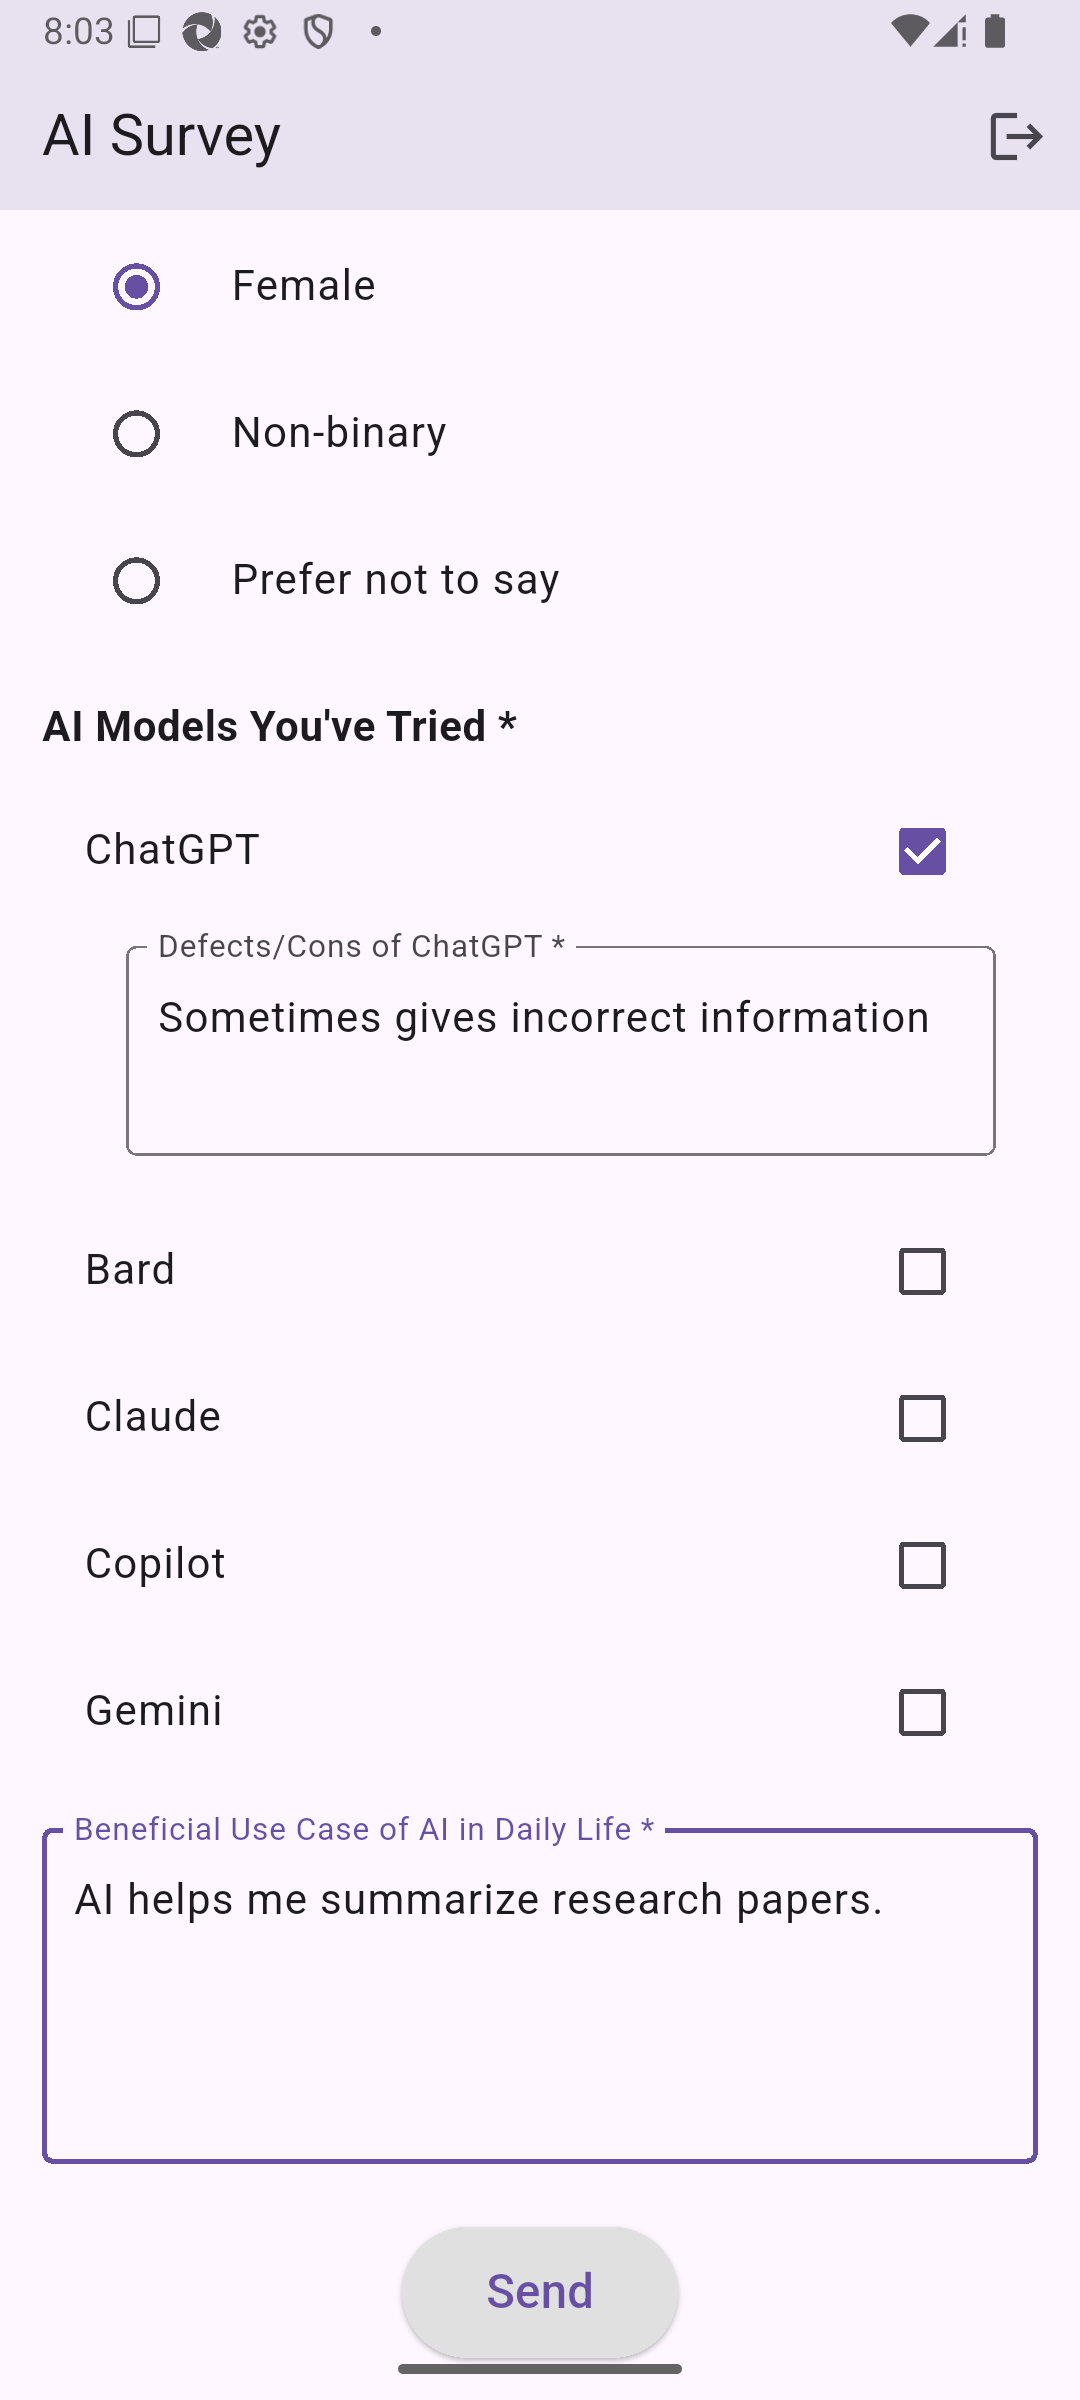 8:03
AI Survey
Female
Non-binary
Prefer not to say
AI Models You've Tried *
ChatGPT
Defects/Cons of ChatGPT *
Sometimes gives incorrect information
Bard
Claude
Copilot
Gemini
Beneficial Use Case of AI in Daily Life *
AI helps me summarize research papers.
Send